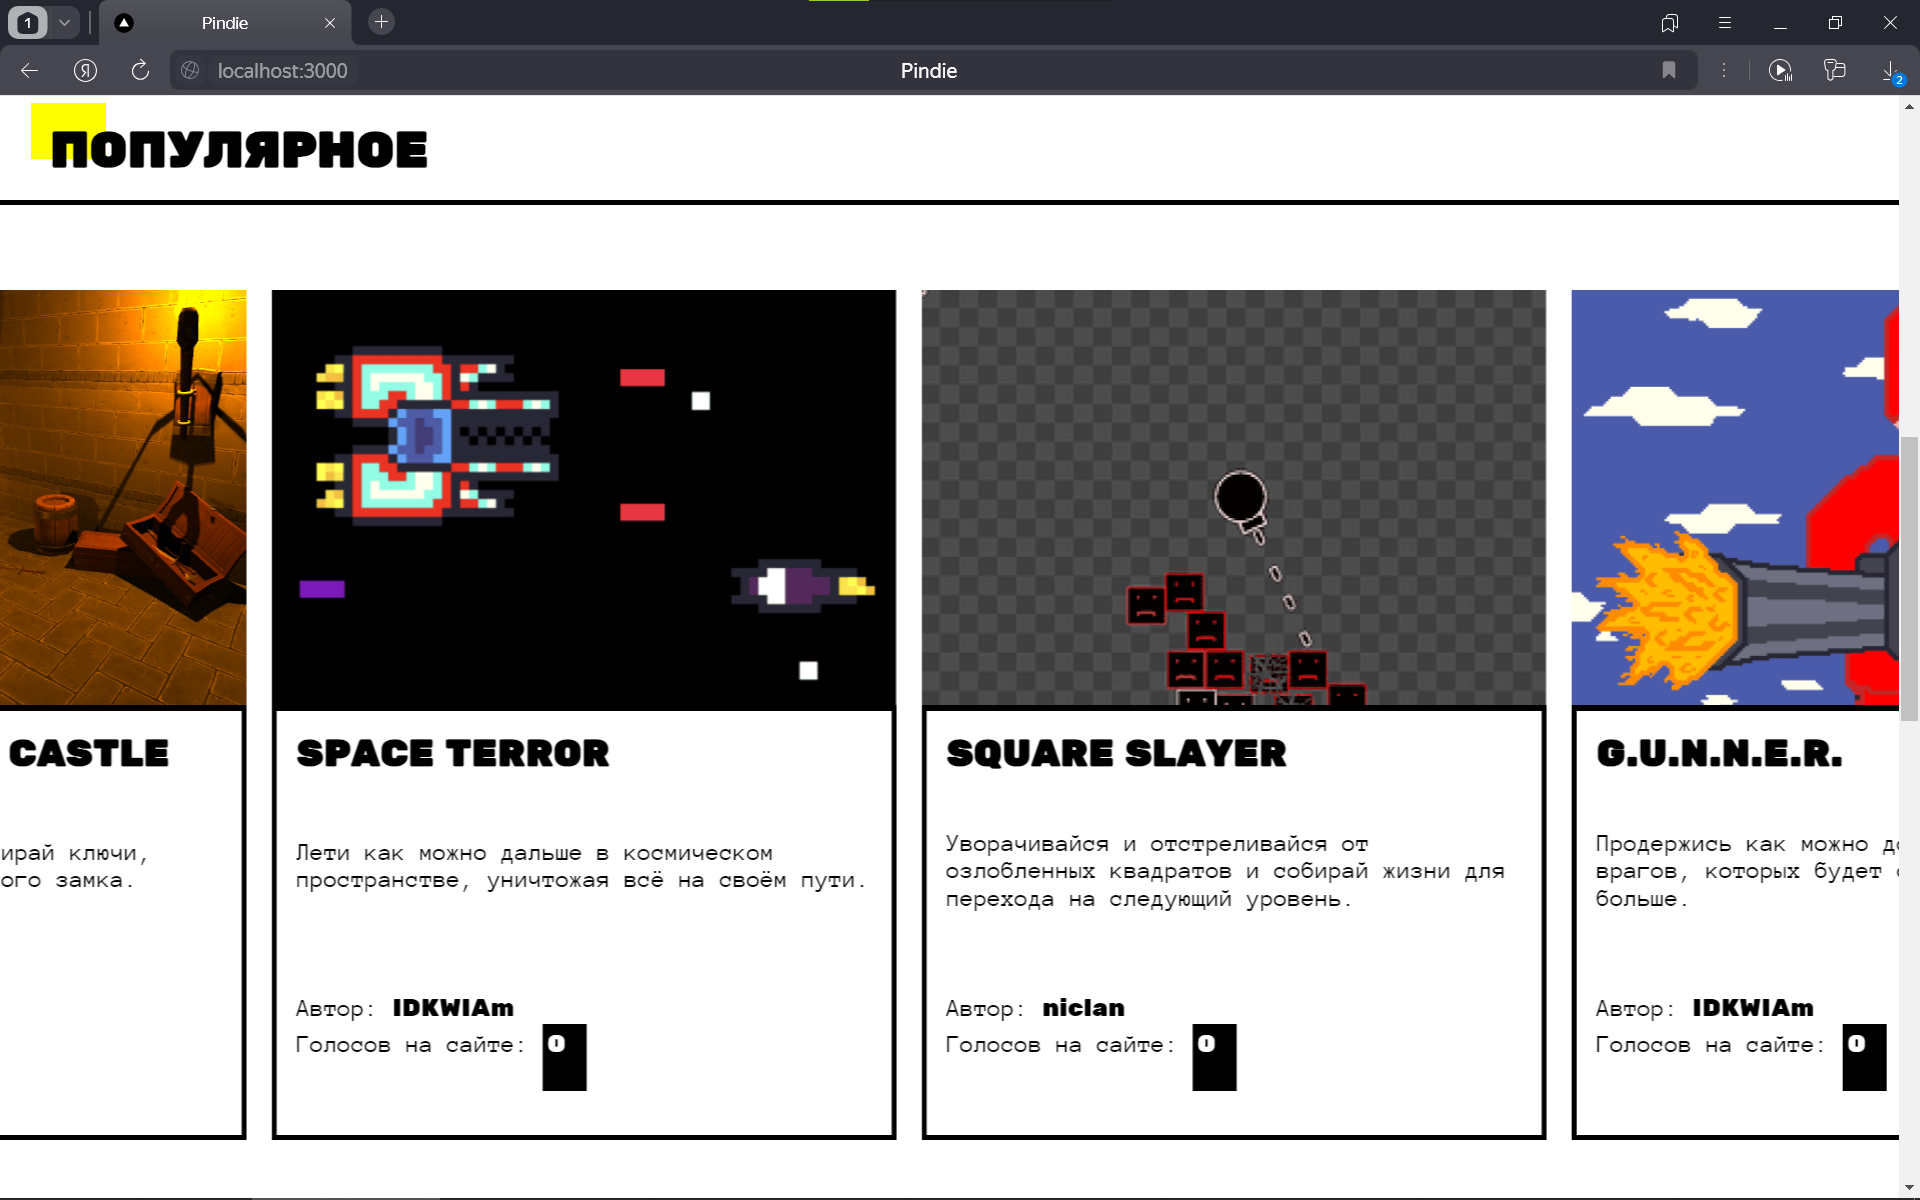 1
Pindie
localhost:3000
Pindie
2
ПОПУЛЯРНОЕ
CASTLE
ирай ключи,
ого замка.
SPACE TERROR
Лети как можно дальше в космическом
пространстве, уничтожая всё на своём пути.
Автор: IDKWIAm
Голосов на сайте: 0
SQUARE SLAYER
Уворачивайся и отстреливайся от
озлобленных квадратов и собирай жизни для
перехода на следующий уровень.
Автор: niclan
Голосов на сайте: 0
G.U.N.N.E.R.
Продержись как можно до
врагов, которых будет
больше.
Автор: IDKWIAm
Голосов на сайте: 0